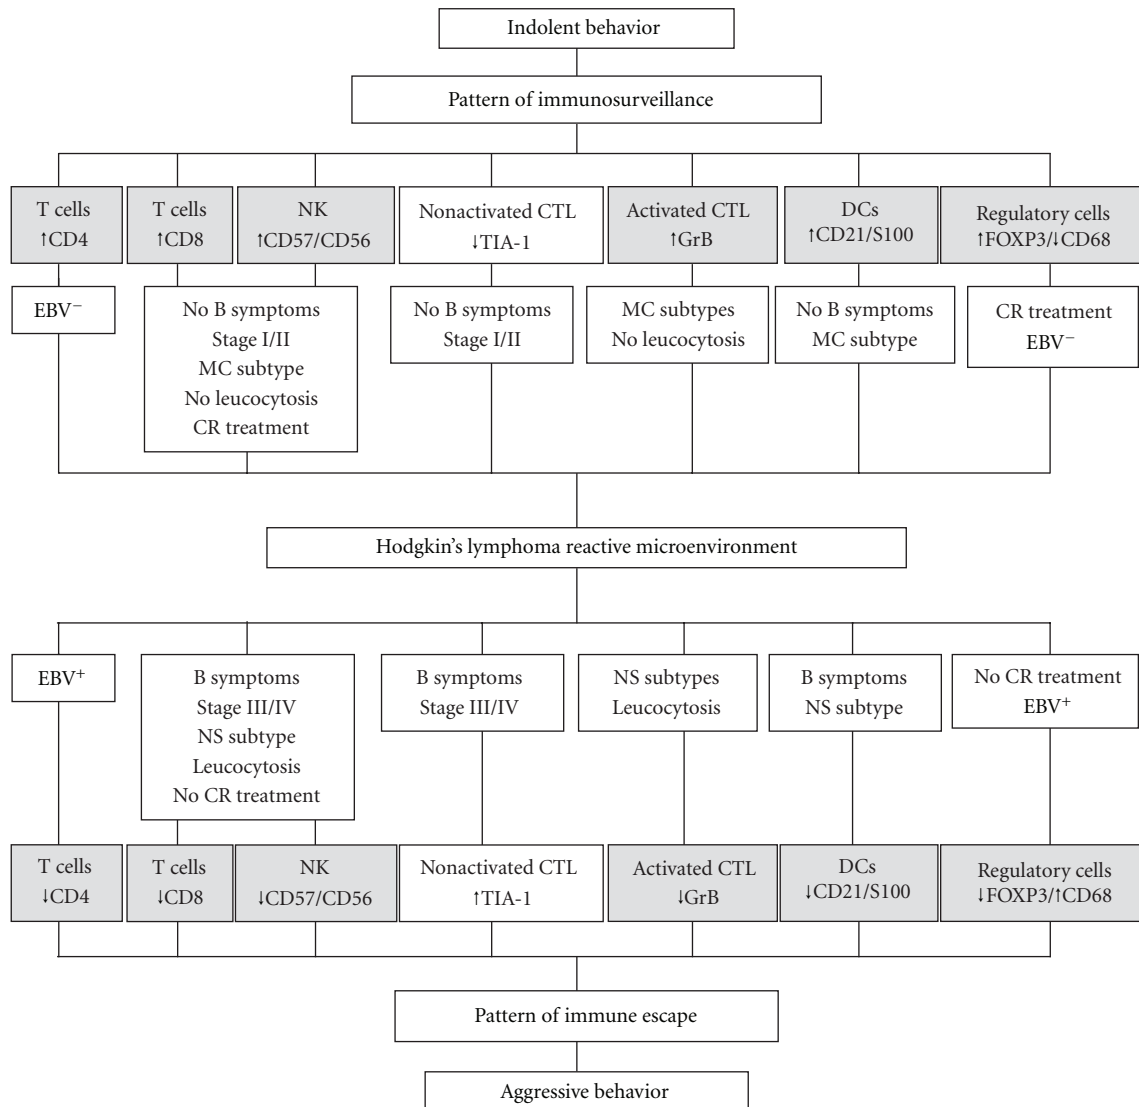 Indolent behavior
Pattern of immunosurveillance
T cells
↑CD4
T cells
↑CD8
NK
↑CD57/CD56
Nonactivated CTL
↓TIA-1
Activated CTL
↑GrB
DCs
↑CD21/S100
Regulatory cells
↑FOXP3/↓CD68
EBV⁻
No B symptoms
Stage I/II
MC subtype
No leucocytosis
CR treatment
No B symptoms
Stage I/II
MC subtypes
No leucocytosis
No B symptoms
MC subtype
CR treatment
EBV⁻
Hodgkin's lymphoma reactive microenvironment
EBV⁺
B symptoms
Stage III/IV
NS subtype
Leucocytosis
No CR treatment
B symptoms
Stage III/IV
NS subtypes
Leucocytosis
B symptoms
NS subtype
No CR treatment
EBV⁺
T cells
↓CD4
T cells
↓CD8
NK
↓CD57/CD56
Nonactivated CTL
↑TIA-1
Activated CTL
↓GrB
DCs
↓CD21/S100
Regulatory cells
↓FOXP3/↑CD68
Pattern of immune escape
Aggressive behavior